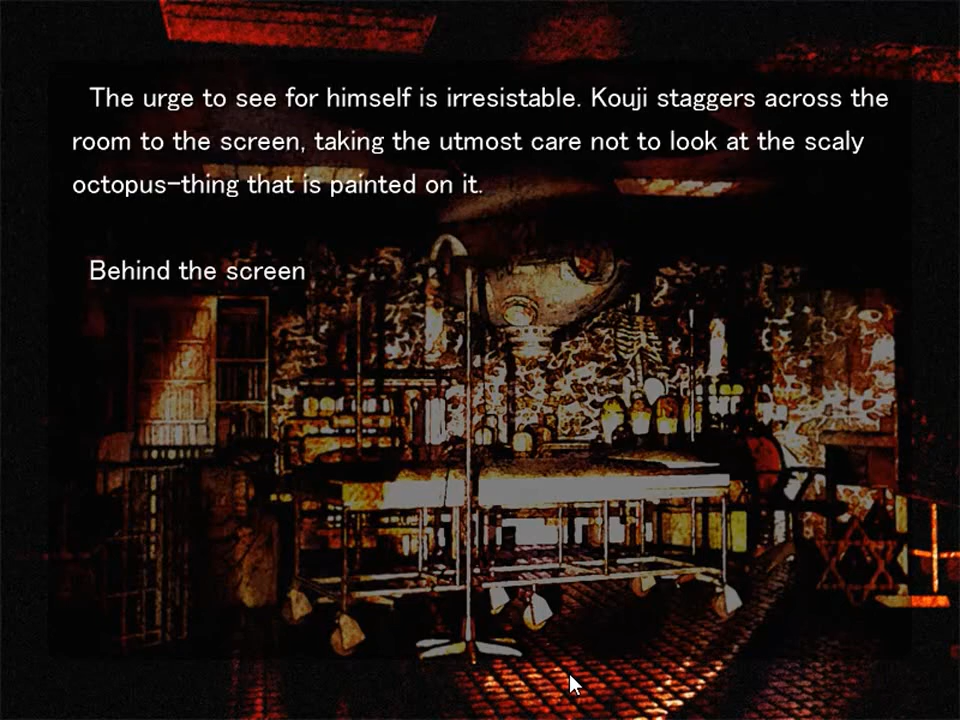 The urge to see for himself is irresistable. Kouji staggers across the
room to the screen, taking the utmost care not to look at the scaly
octopus-thing that is painted on it.
Behind the screen